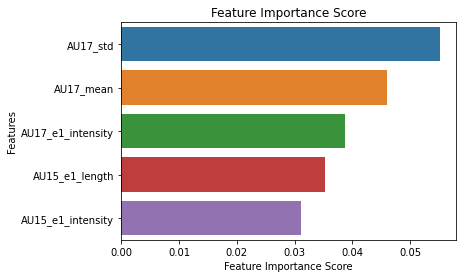 Feature Importance Score
Features
AU17_std
AU17_mean
AU17_e1_intensity
AU15_e1_length
AU15_e1_intensity
0.00 0.01 0.02 0.03 0.04 0.05
Feature Importance Score